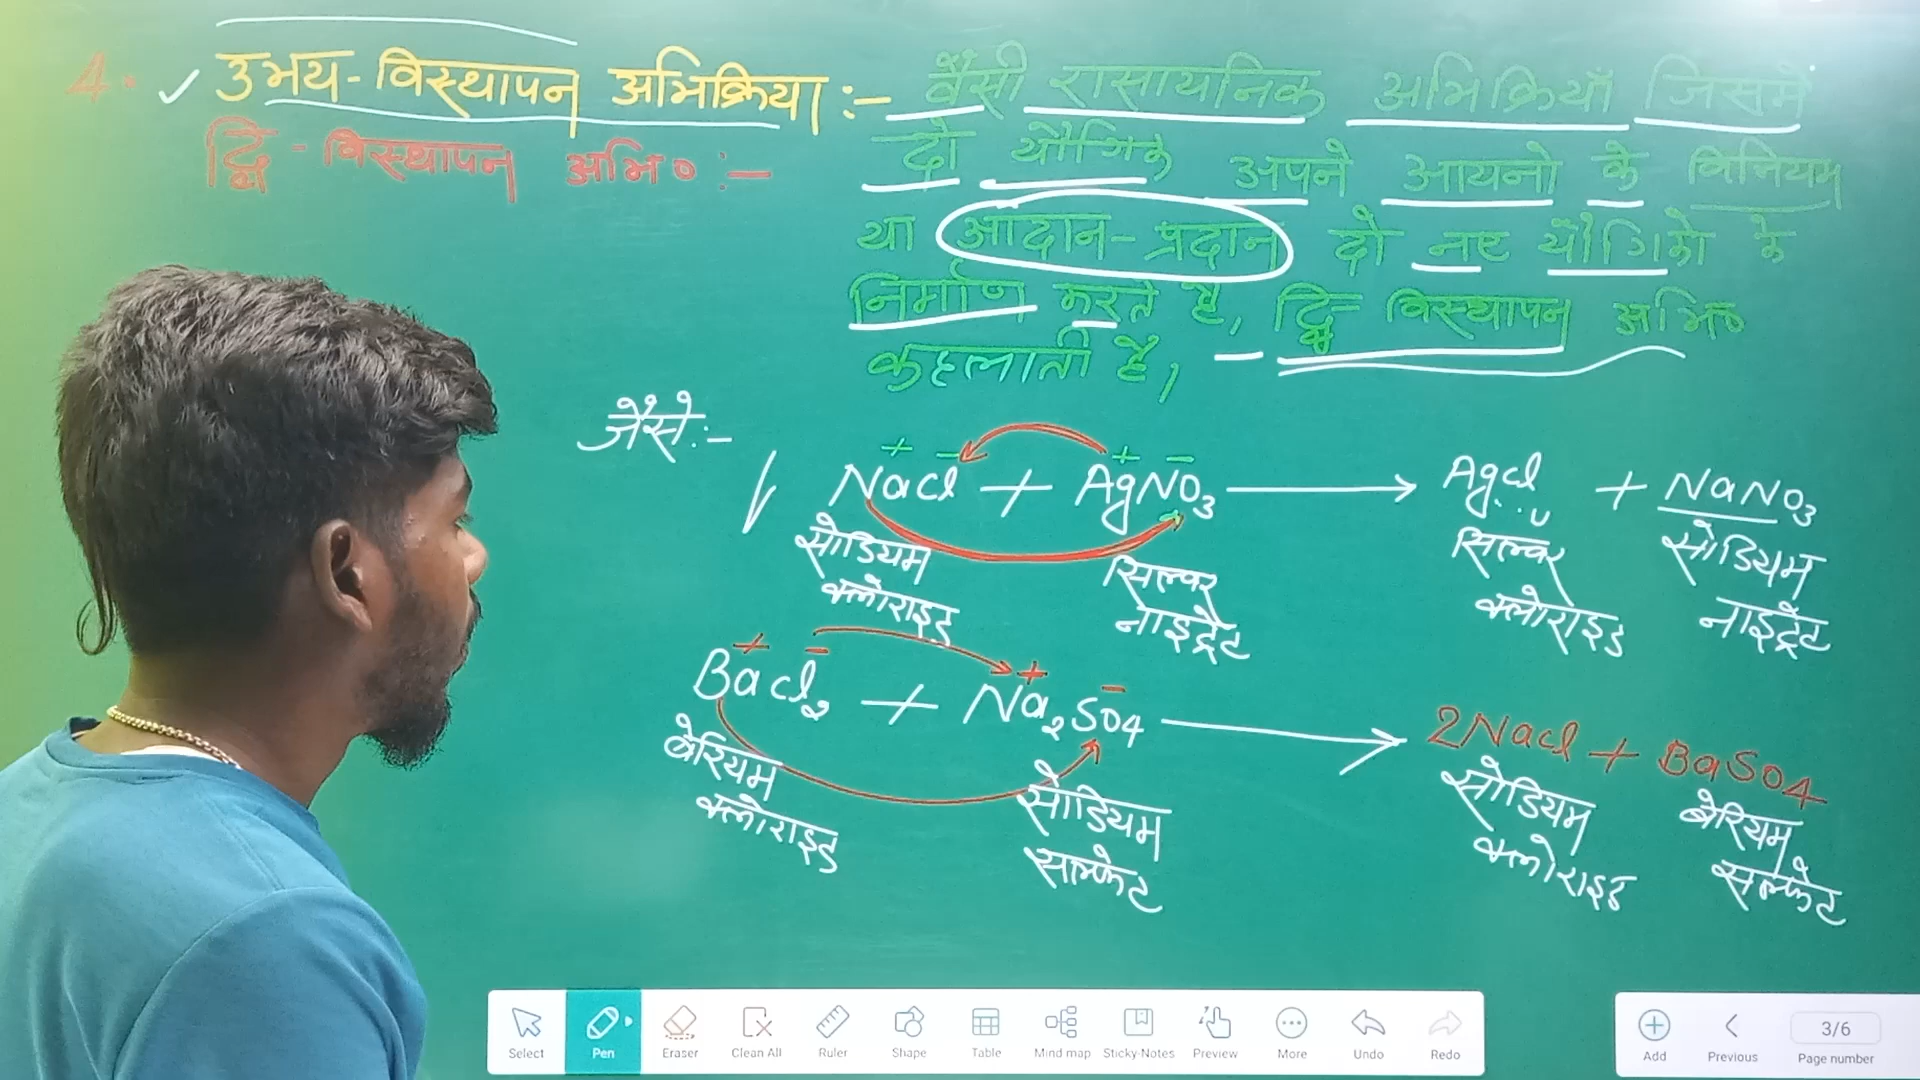 4. ✓ उभय-विस्थापन अभिक्रिया :- वैसी रासायनिक अभिक्रियाँ जिसमें
द्वि-विस्थापन अभि० :- दो यौगिक अपने आयनो के विनियम
या आदान-प्रदान दो नए यौगिको के
निर्माण करते है, द्वि विस्थापन अभि०
कहलाती है,
जैसे:-
+ - + -
NaCl + AgNO3 → AgCl + NaNO3
सोडियम क्लोराइड सिल्वर नाइट्रेट सिल्वर क्लोराइड सोडियम नाइट्रेट
+ - + -
BaCl2 + Na2SO4 → 2NaCl + BaSO4
बेरियम क्लोराइड सोडियम सल्फेट सोडियम क्लोराइड बेरियम सल्फेट
Select Pen Eraser Clean All Ruler Shape Table Mind map Sticky-Notes Preview More Undo Redo
Add Previous 3/6 Page number